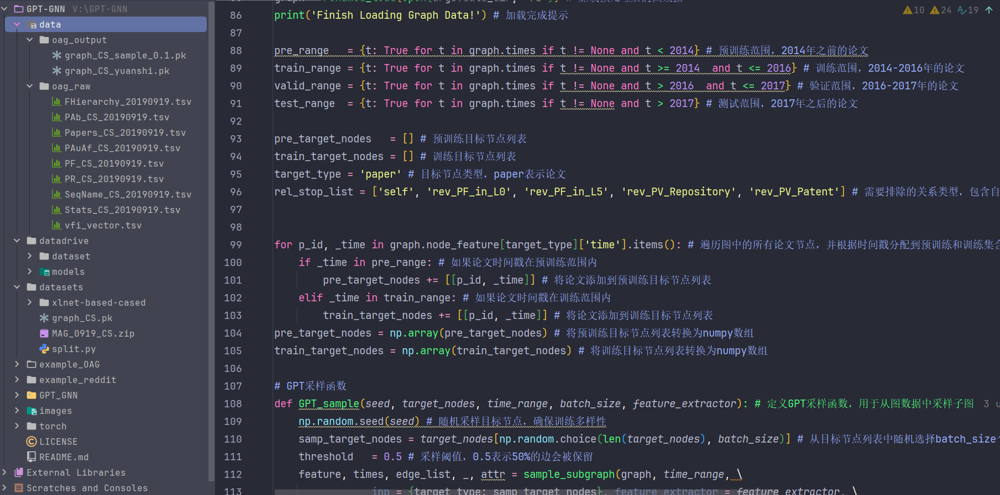 GPT-GNN V:\GPT-GNN
data
oag_output
graph_CS_sample_0.1.pk
graph_CS_yuanshi.pk
oag_raw
FHierarchy_20190919.tsv
PAb_CS_20190919.tsv
Papers_CS_20190919.tsv
PAuAf_CS_20190919.tsv
PF_CS_20190919.tsv
PR_CS_20190919.tsv
SeqName_CS_20190919.tsv
Stats_CS_20190919.tsv
vfi_vector.tsv
datadrive
dataset
models
datasets
xlnet-based-cased
graph_CS.pk
MAG_0919_CS.zip
split.py
example_OAG
example_reddit
GPT_GNN
images
torch
LICENSE
README.md
External Libraries
Scratches and Consoles
10 24 19
86 print('Finish Loading Graph Data!') # 加载完成提示
87
88 pre_range   = {t: True for t in graph.times if t != None and t < 2014} # 预训练范围，2014年之前的论文
89 train_range = {t: True for t in graph.times if t != None and t >= 2014  and t <= 2016} # 训练范围，2014-2016年的论文
90 valid_range = {t: True for t in graph.times if t != None and t > 2016  and t <= 2017} # 验证范围，2016-2017年的论文
91 test_range  = {t: True for t in graph.times if t != None and t > 2017} # 测试范围，2017年之后的论文
92
93 pre_target_nodes   = [] # 预训练目标节点列表
94 train_target_nodes = [] # 训练目标节点列表
95 target_type = 'paper' # 目标节点类型，paper表示论文
96 rel_stop_list = ['self', 'rev_PF_in_L0', 'rev_PF_in_L5', 'rev_PV_Repository', 'rev_PV_Patent'] # 需要排除的关系类型，包含自
97
98
99 for p_id, _time in graph.node_feature[target_type]['time'].items(): # 遍历图中的所有论文节点，并根据时间戳分配到预训练和训练集合
100     if _time in pre_range: # 如果论文时间戳在预训练范围内
101         pre_target_nodes += [[p_id, _time]] # 将论文添加到预训练目标节点列表
102     elif _time in train_range: # 如果论文时间戳在训练范围内
103         train_target_nodes += [[p_id, _time]] # 将论文添加到训练目标节点列表
104 pre_target_nodes = np.array(pre_target_nodes) # 将预训练目标节点列表转换为numpy数组
105 train_target_nodes = np.array(train_target_nodes) # 将训练目标节点列表转换为numpy数组
106
107 # GPT采样函数
108 def GPT_sample(seed, target_nodes, time_range, batch_size, feature_extractor): # 定义GPT采样函数，用于从图数据中采样子图 3 u
109     np.random.seed(seed) # 随机采样目标节点，确保训练多样性
110     samp_target_nodes = target_nodes[np.random.choice(len(target_nodes), batch_size)] # 从目标节点列表中随机选择batch_size个
111     threshold   = 0.5 # 采样阈值，0.5表示50%的边会被保留
112     feature, times, edge_list, _, attr = sample_subgraph(graph, time_range, \
113                 inp = {target_type: samp_target_nodes}, feature_extractor = feature_extractor, \